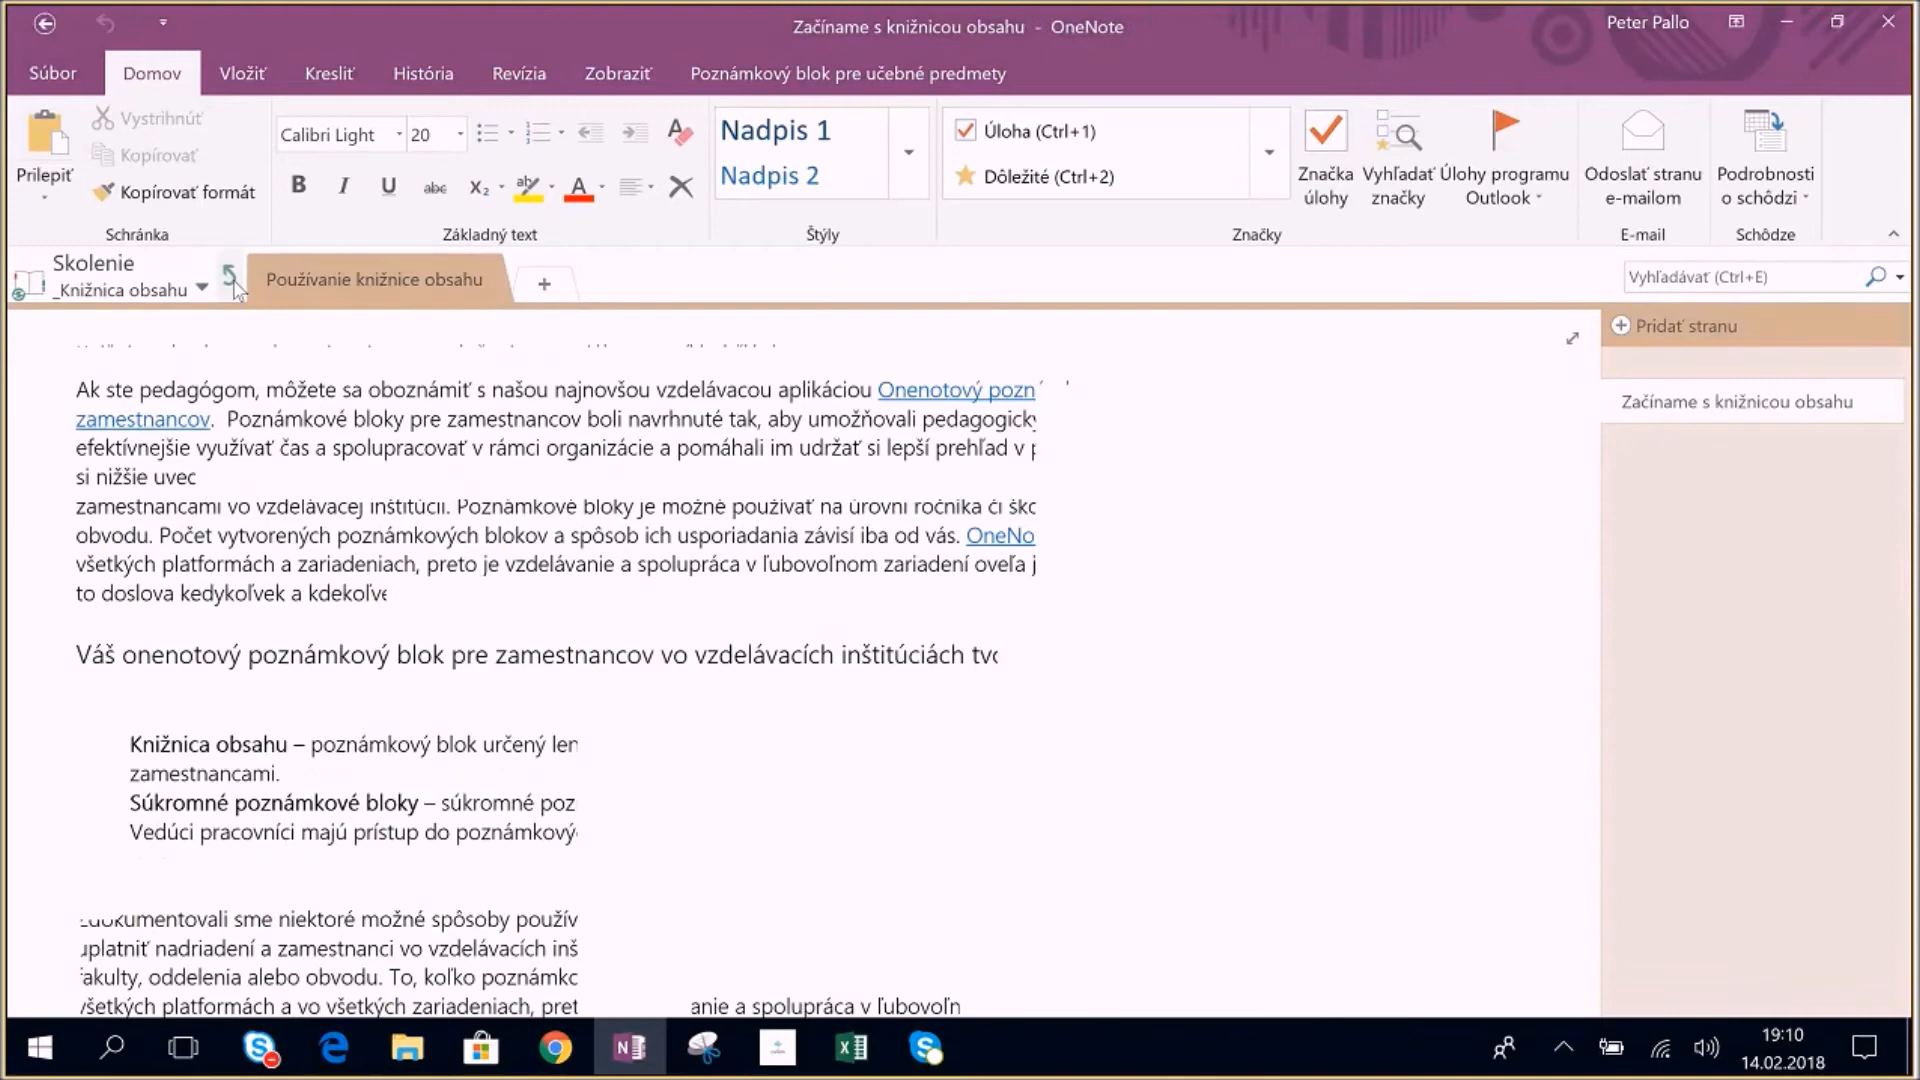 Začíname s knižnicou obsahu - OneNote
Peter Pallo
Súbor
Domov
Vložiť
Kresliť
História
Revízia
Zobraziť
Poznámkový blok pre učebné predmety
Prilepiť
Vystrihnúť
Kopírovať
Kopírovať formát
Schránka
Calibri Light
20
B I U abc X₂ A
Základný text
Nadpis 1
Nadpis 2
Štýly
Úloha (Ctrl+1)
Dôležité (Ctrl+2)
Značka
úlohy
Vyhľadať
značky
Úlohy programu
Outlook
Značky
Odoslať stranu
e-mailom
E-mail
Podrobnosti
o schôdzi
Schôdze
Skolenie
_Knižnica obsahu
Používanie knižnice obsahu
Vyhľadávať (Ctrl+E)
Pridať stranu
Začíname s knižnicou obsahu
Ak ste pedagógom, môžete sa oboznámiť s našou najnovšou vzdelávacou aplikáciou Onenotový pozn
zamestnancov. Poznámkové bloky pre zamestnancov boli navrhnuté tak, aby umožňovali pedagogický
efektívnejšie využívať čas a spolupracovať v rámci organizácie a pomáhali im udržať si lepší prehľad v
si nižšie uvec
zamestnancami vo vzdelávacej inštitúcii. Poznámkové bloky je možné používať na úrovni ročníka či
obvodu. Počet vytvorených poznámkových blokov a spôsob ich usporiadania závisí iba od vás. OneNo
všetkých platformách a zariadeniach, preto je vzdelávanie a spolupráca v ľubovoľnom zariadení oveľa
to doslova kedykoľvek a kdekoľve
Váš onenotový poznámkový blok pre zamestnancov vo vzdelávacích inštitúciách
Knižnica obsahu – poznámkový blok určený len
zamestnancami.
Súkromné poznámkové bloky – súkromné poz
Vedúci pracovníci majú prístup do poznámkový
zdokumentovali sme niektoré možné spôsoby použív
uplatniť nadriadení a zamestnanci vo vzdelávacích inš
fakulty, oddelenia alebo obvodu. To, koľko poznámko
všetkých platformách a vo všetkých zariadeniach, pret anie a spolupráca v ľubovoľn
19:10
14.02.2018